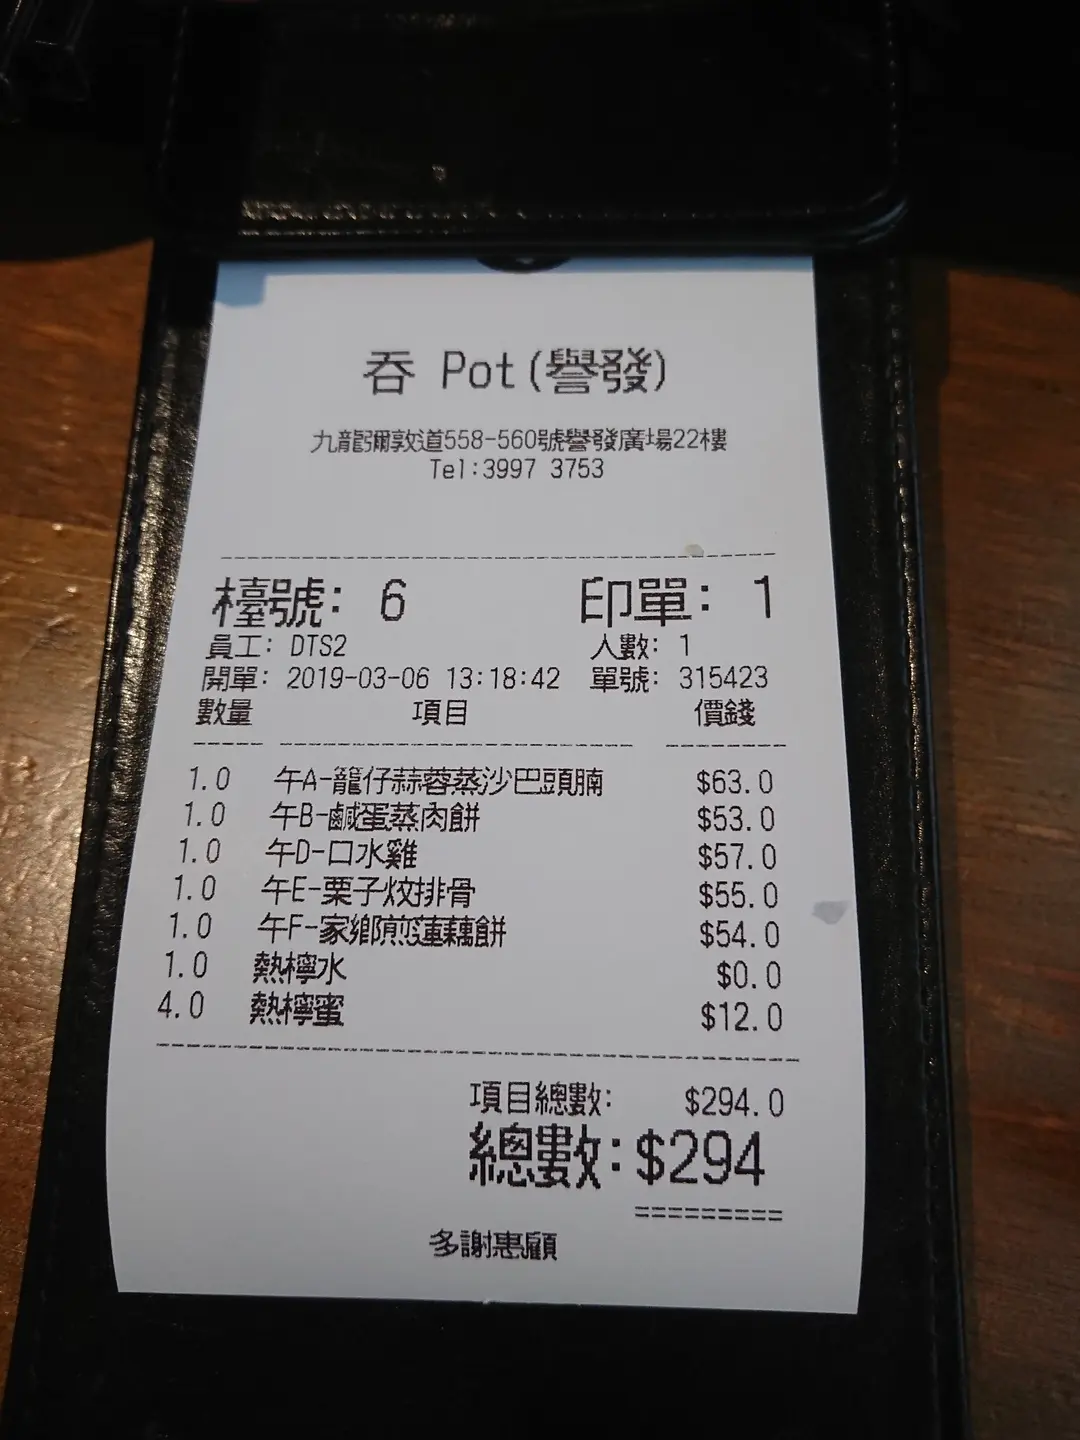 吞 Pot(譽發)
九龍彌敦道558-560號譽發廣場22樓
Tel:3997 3753
檯號: 6 印單: 1
員工: DTS2 人數: 1
開單: 2019-03-06 13:18:42 單號: 315423
數量 項目 價錢
1.0 午A-籠仔蒜蓉蒸沙巴頭腩 $63.0
1.0 午B-鹹蛋蒸肉餅 $53.0
1.0 午D-口水雞 $57.0
1.0 午E-栗子炆排骨 $55.0
1.0 午F-家鄉煎蓮藕餅 $54.0
1.0 熱檸水 $0.0
4.0 熱檸蜜 $12.0
項目總數: $294.0
總數:$294
=========
多謝惠顧